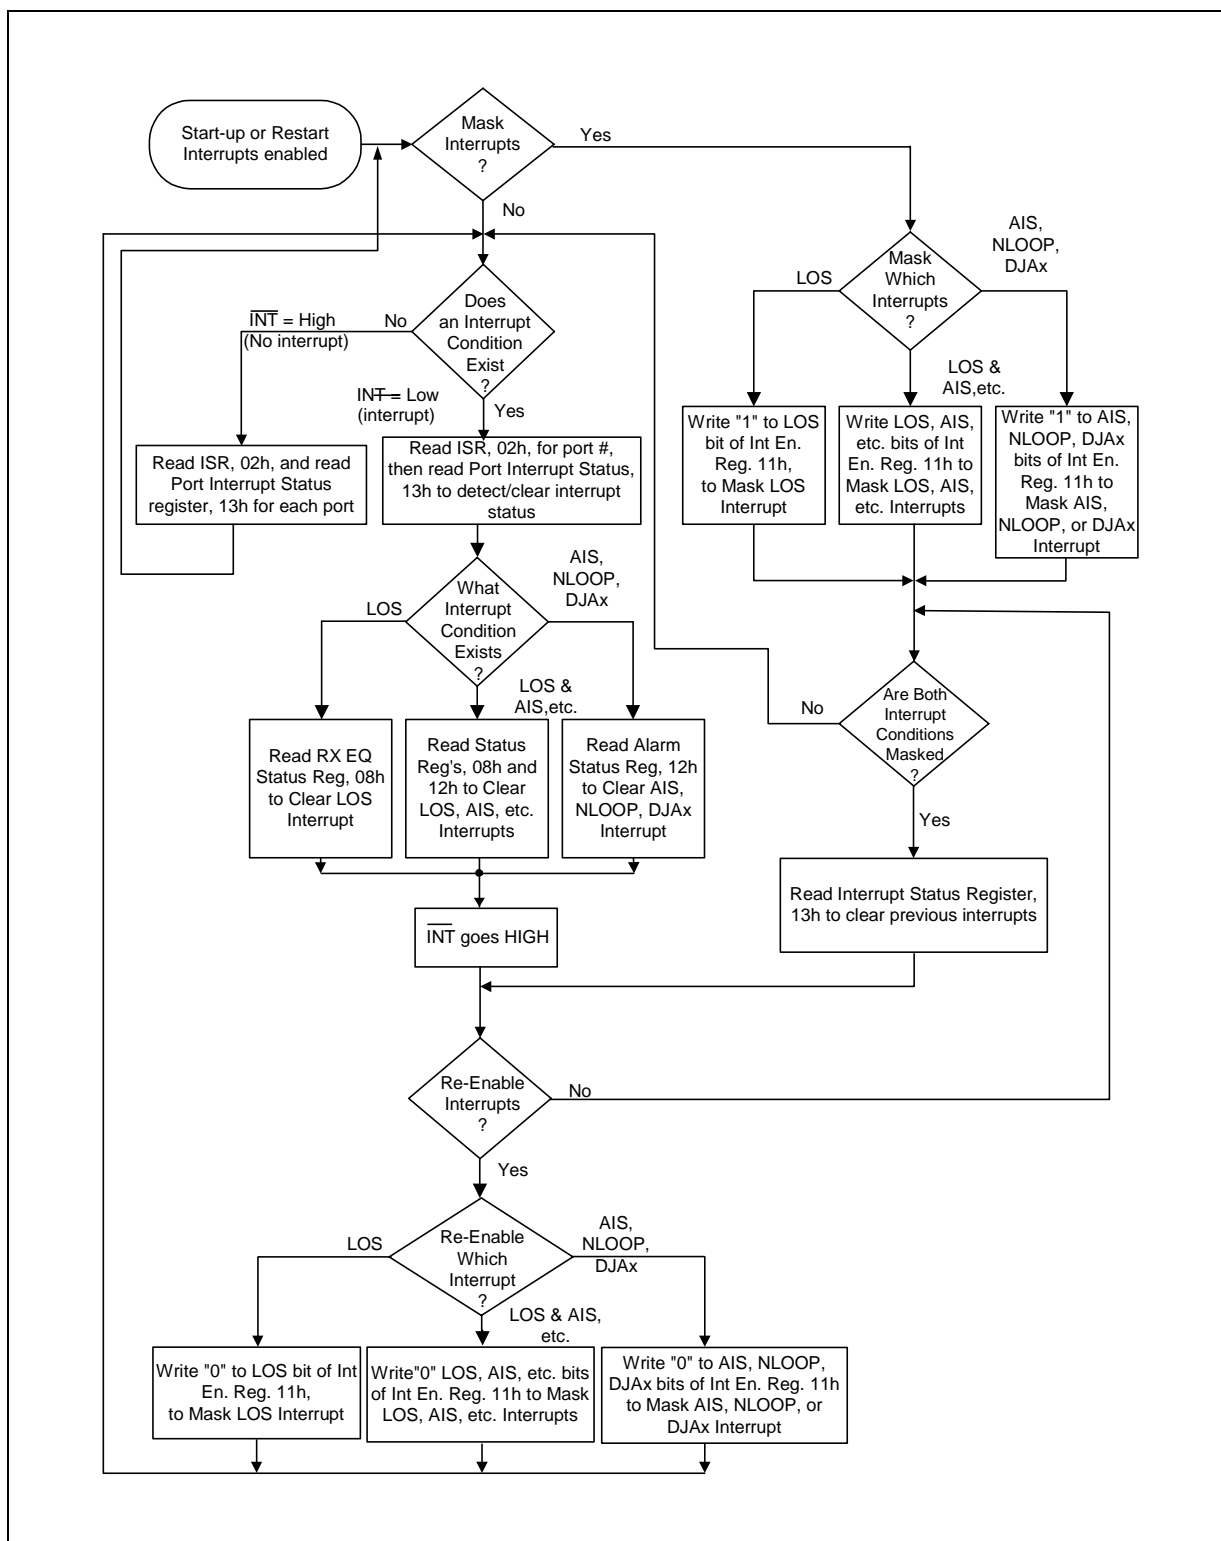 Start-up or Restart
Interrupts enabled
Mask
Interrupts
?
Yes
No
Mask
Which
Interrupts
?
LOS
AIS,
NLOOP,
DJAx
LOS &
AIS,etc.
Write "1" to LOS
bit of Int En.
Reg. 11h,
to Mask LOS
Interrupt
Write LOS, AIS,
etc. bits of Int
En. Reg. 11h to
Mask LOS, AIS,
etc. Interrupts
Write "1" to AIS,
NLOOP, DJAx
bits of Int En.
Reg. 11h to
Mask AIS,
NLOOP, or DJAx
Interrupt
Does
an Interrupt
Condition
Exist
?
No
INT = High
(No interrupt)
INT = Low
(interrupt)
Yes
Read ISR, 02h, and read
Port Interrupt Status
register, 13h for each port
Read ISR, 02h, for port #,
then read Port Interrupt Status,
13h to detect/clear interrupt
status
What
Interrupt
Condition
Exists
?
LOS
AIS,
NLOOP,
DJAx
LOS &
AIS,etc.
Read RX EQ
Status Reg, 08h
to Clear LOS
Interrupt
Read Status
Reg's, 08h and
12h to Clear
LOS, AIS, etc.
Interrupts
Read Alarm
Status Reg, 12h
to Clear AIS,
NLOOP, DJAx
Interrupt
Are Both
Interrupt
Conditions
Masked
?
No
Yes
Read Interrupt Status Register,
13h to clear previous interrupts
INT goes HIGH
Re-Enable
Interrupts
?
No
Yes
Re-Enable
Which
Interrupt
?
LOS
AIS,
NLOOP,
DJAx
LOS & AIS,
etc.
Write "0" to LOS bit of Int
En. Reg. 11h,
to Mask LOS Interrupt
Write"0" LOS, AIS, etc. bits
of Int En. Reg. 11h to Mask
LOS, AIS, etc. Interrupts
Write "0" to AIS, NLOOP,
DJAx bits of Int En. Reg. 11h
to Mask AIS, NLOOP, or
DJAx Interrupt